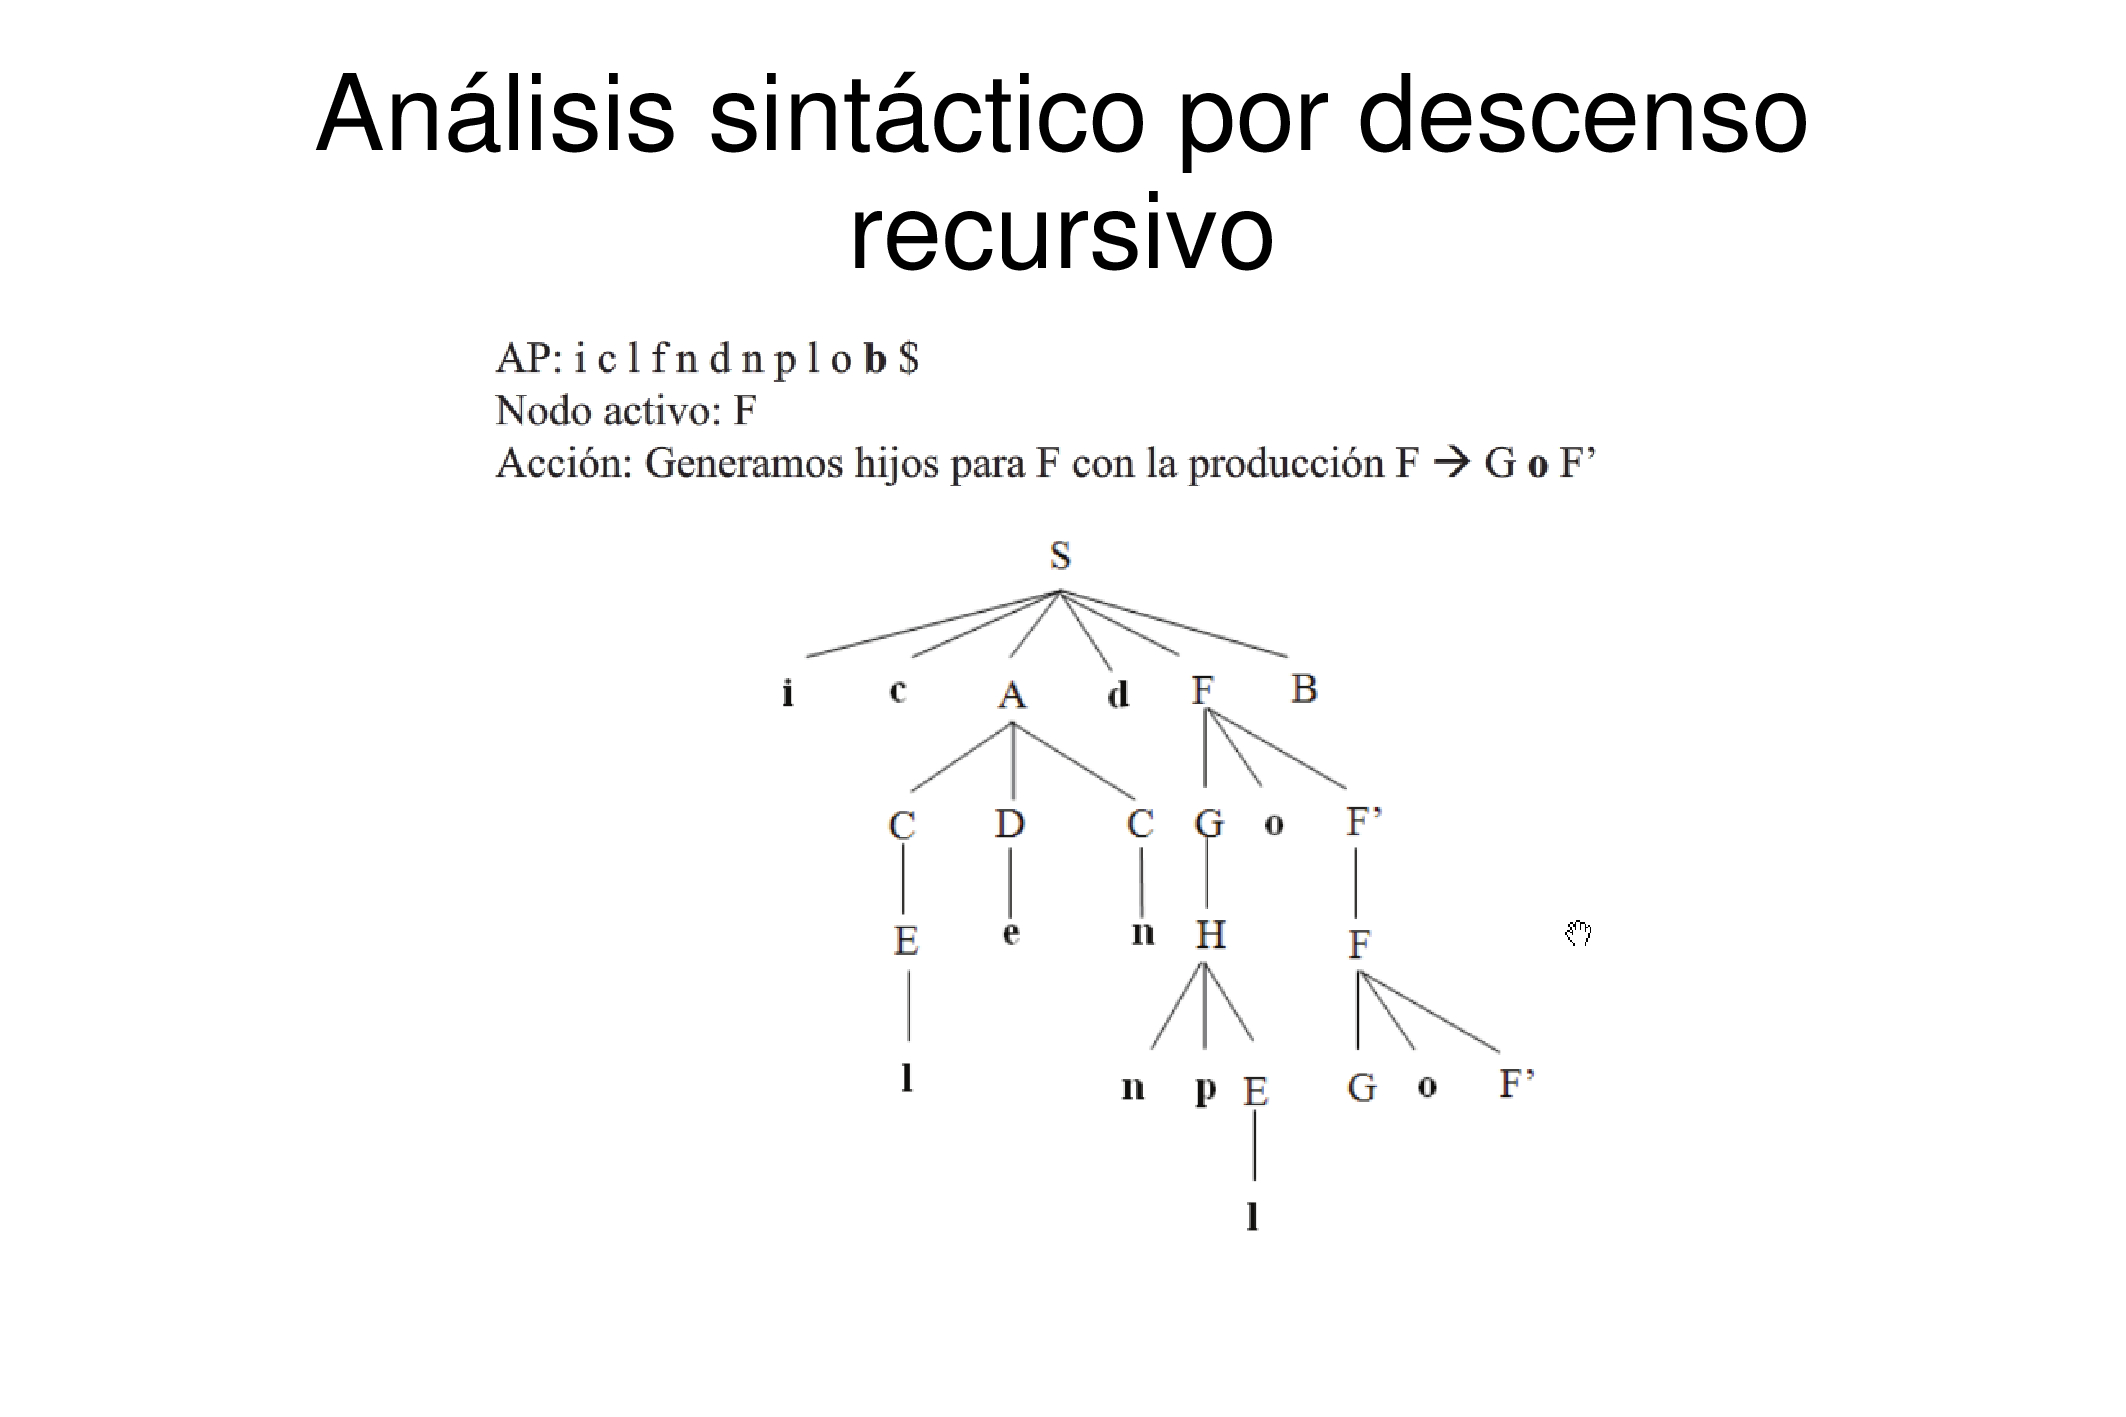 Análisis sintáctico por descenso
recursivo
AP: i c l f n d n p l o b $
Nodo activo: F
Acción: Generamos hijos para F con la producción F → G o F’
S
i c A d F B
C D C G o F’
E e n H F
l n p E G o F’
l